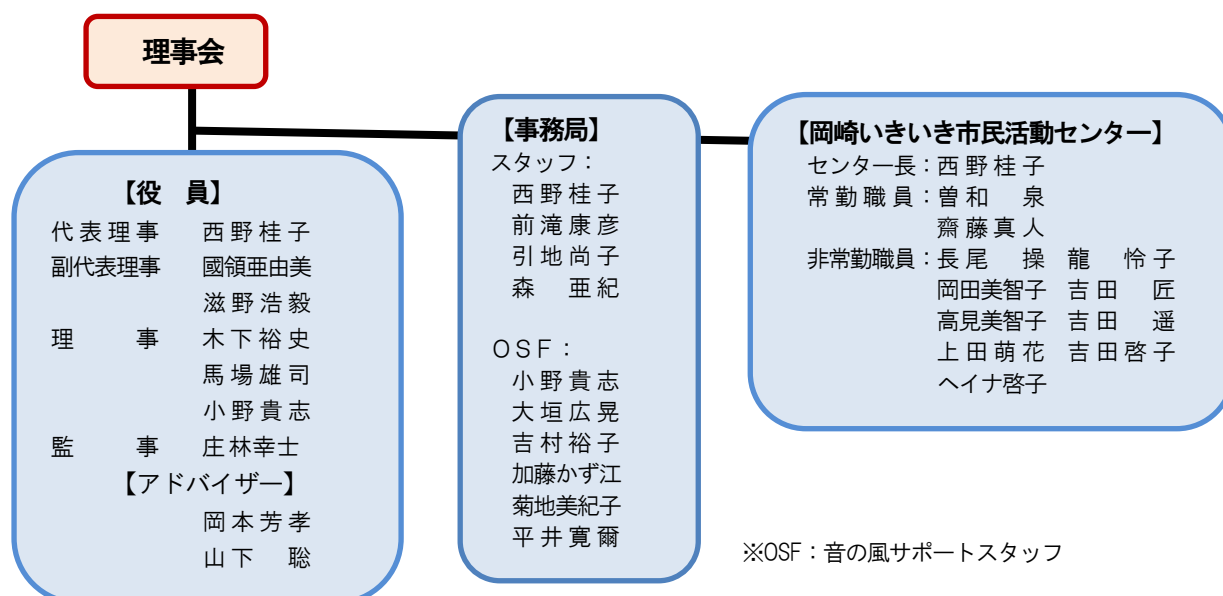 理事会
【役　員】
代表理事　西野桂子
副代表理事　國領亜由美
滋野浩毅
理　事　木下裕史
馬場雄司
小野貴志
監　事　庄林幸士
【アドバイザー】
岡本芳孝
山下　聡
【事務局】
スタッフ：
西野桂子
前滝康彦
引地尚子
森　亜紀
ＯＳＦ：
小野貴志
大垣広晃
吉村裕子
加藤かず江
菊地美紀子
平井寛爾
【岡崎いきいき市民活動センター】
センター長：西野桂子
常勤職員：曽和　泉
齋藤真人
非常勤職員：長尾　操　龍　怜子
岡田美智子　吉田　匠
高見美智子　吉田　遥
上田萌花　吉田啓子
ヘイナ啓子
※OSF：音の風サポートスタッフ